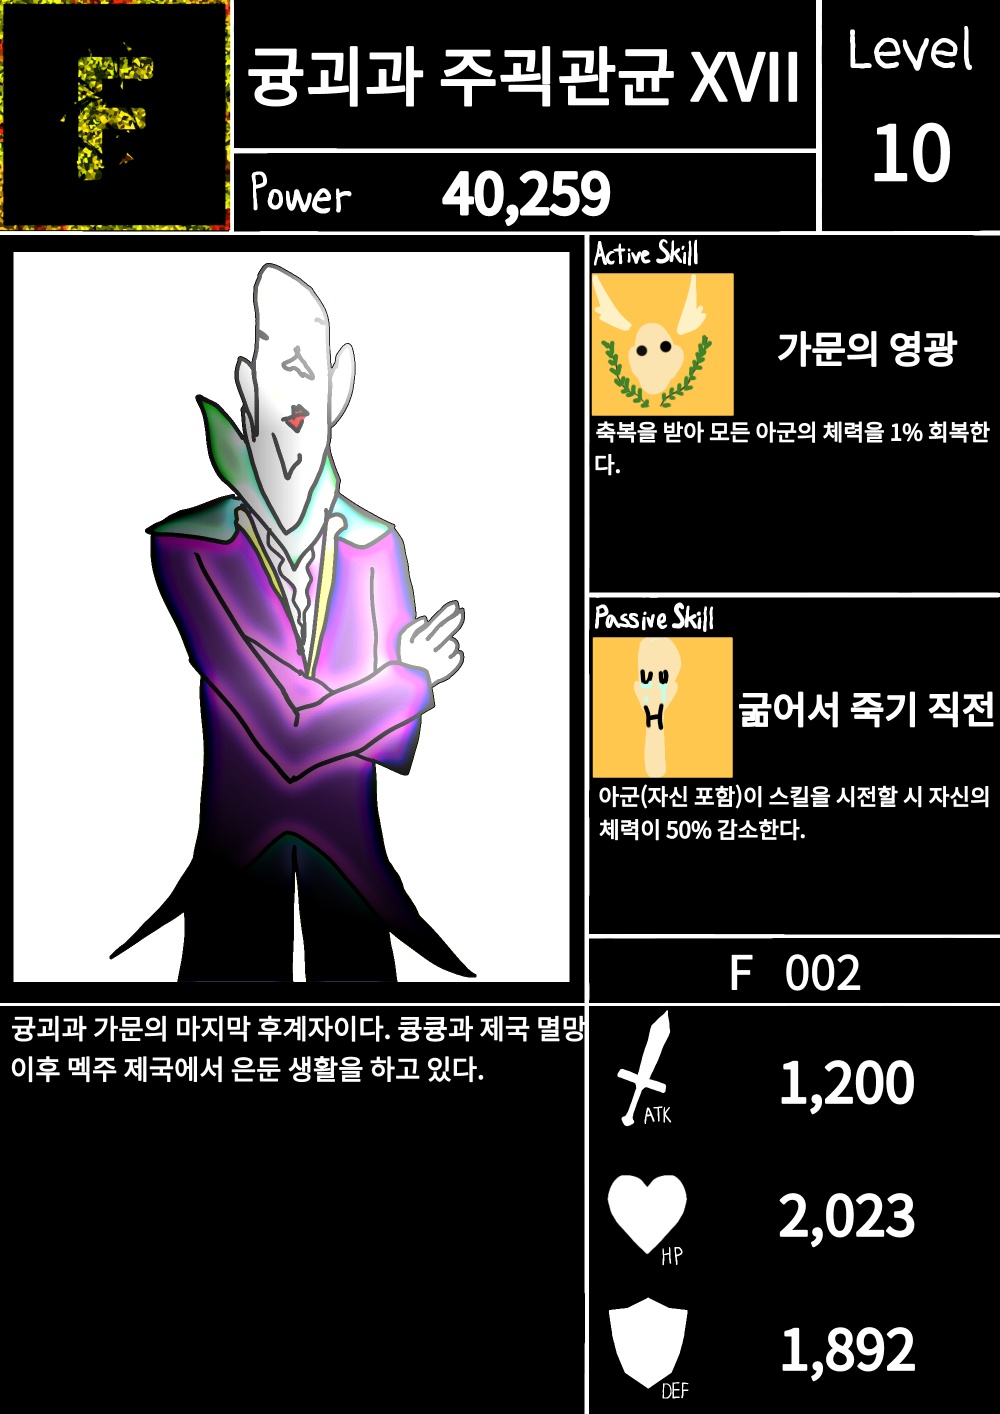 F
귱괴과 주괵관균 XVII
Level
10
Power 40,259
Active Skill
가문의 영광
축복을 받아 모든 아군의 체력을 1% 회복한
다.
Passive Skill
굶어서 죽기 직전
아군(자신 포함)이 스킬을 시전할 시 자신의
체력이 50% 감소한다.
F 002
귱괴과 가문의 마지막 후계자이다. 큥큥과 제국 멸망
이후 멕주 제국에서 은둔 생활을 하고 있다.
ATK 1,200
HP 2,023
DEF 1,892